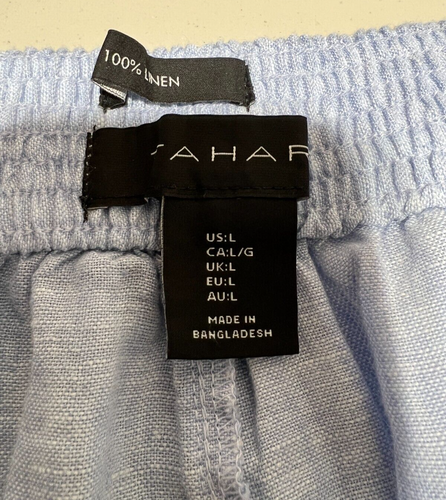 100% LINEN
SAHAR
US:L
CA:L/G
UK:L
EU:L
AU:L
MADE IN
BANGLADESH